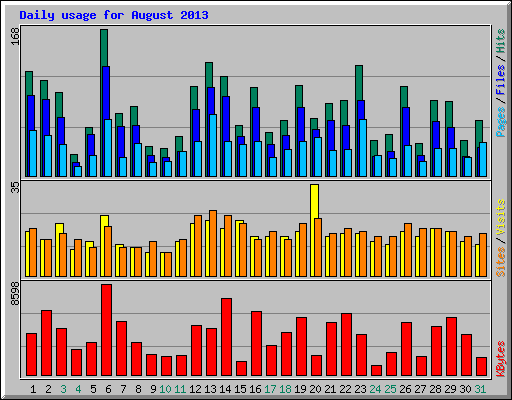 Daily usage for August 2013
168
Pages/Files/Hits
35
Sites/Visits
8598
KBytes
1 2 3 4 5 6 7 8 9 10 11 12 13 14 15 16 17 18 19 20 21 22 23 24 25 26 27 28 29 30 31